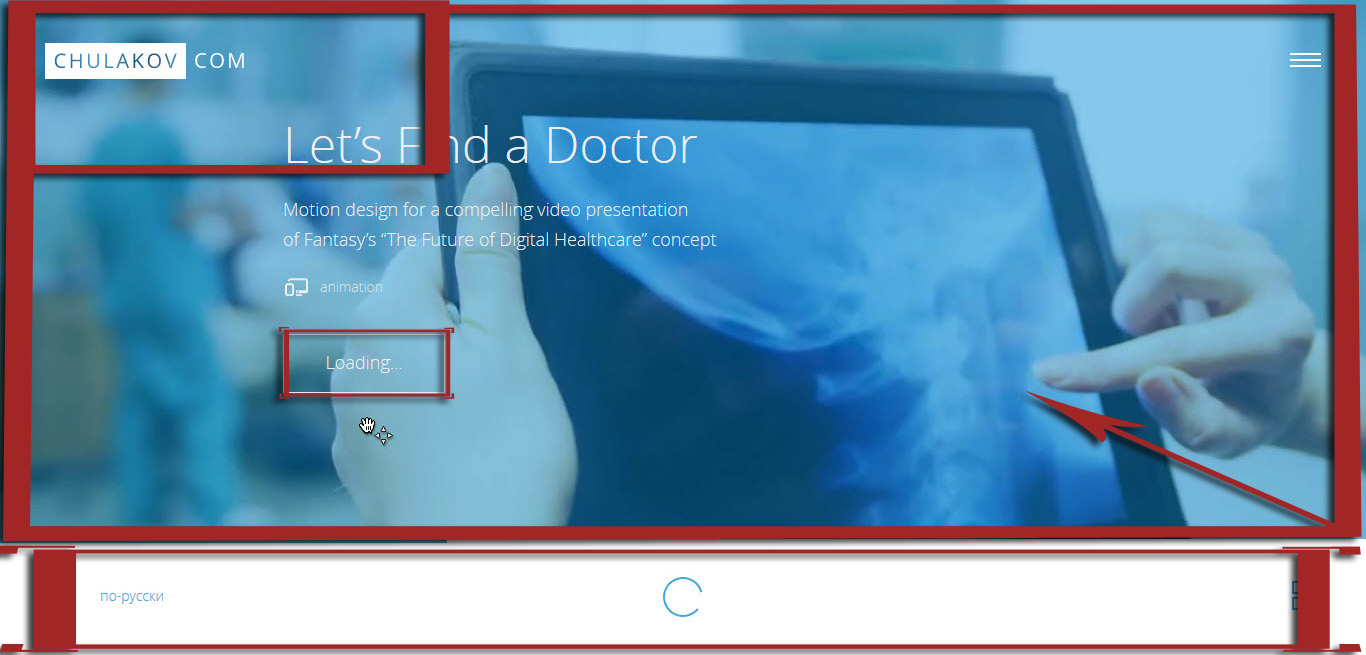 CHULAKOV COM
Let's Find a Doctor
Motion design for a compelling video presentation
of Fantasy's “The Future of Digital Healthcare” concept
animation
Loading...
по-русски